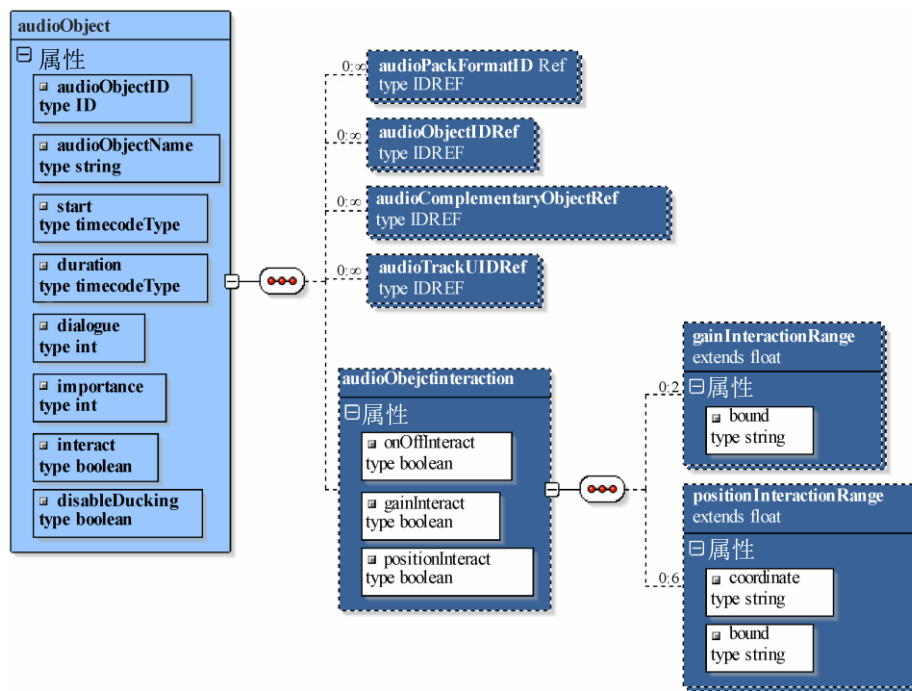 audioObject
属性
audioObjectID
type ID
audioObjectName
type string
start
type timecodeType
duration
type timecodeType
dialogue
type int
importance
type int
interact
type boolean
disableDucking
type boolean
0:∞
audioPackFormatID Ref
type IDREF
0:∞
audioObjectIDRef
type IDREF
0:∞
audioComplementaryObjectRef
type IDREF
0:∞
audioTrackUIDRef
type IDREF
audioObejctinteraction
属性
onOffInteract
type boolean
gainInteract
type boolean
positionInteract
type boolean
0:2
gainInteractionRange
extends float
属性
bound
type string
0:6
positionInteractionRange
extends float
属性
coordinate
type string
bound
type string